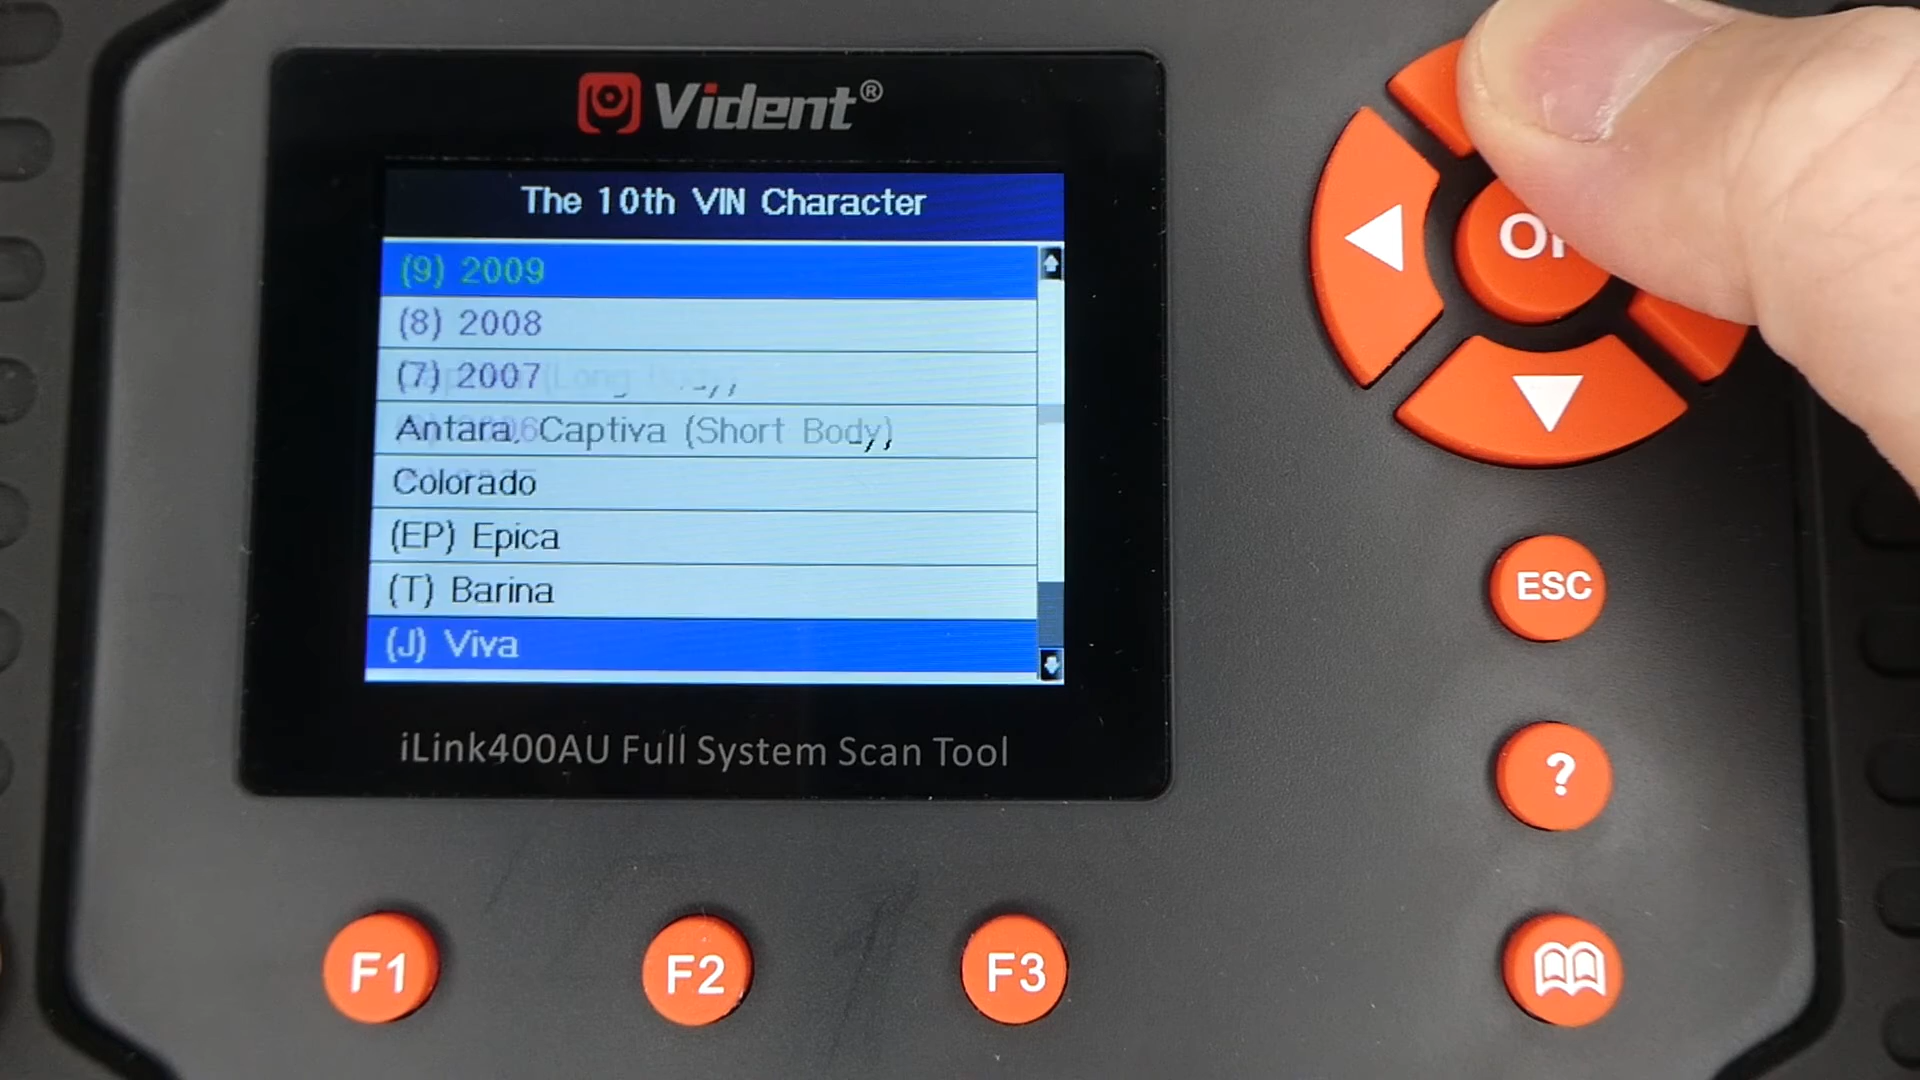 Vident®
The 10th VIN Character
(9) 2009
(8) 2008
(7) 2007
Antara, Captiva (Short Body)
Colorado
(EP) Epica
(T) Barina
(J) Viva
iLink400AU Full System Scan Tool
ESC
?
F1 F2 F3